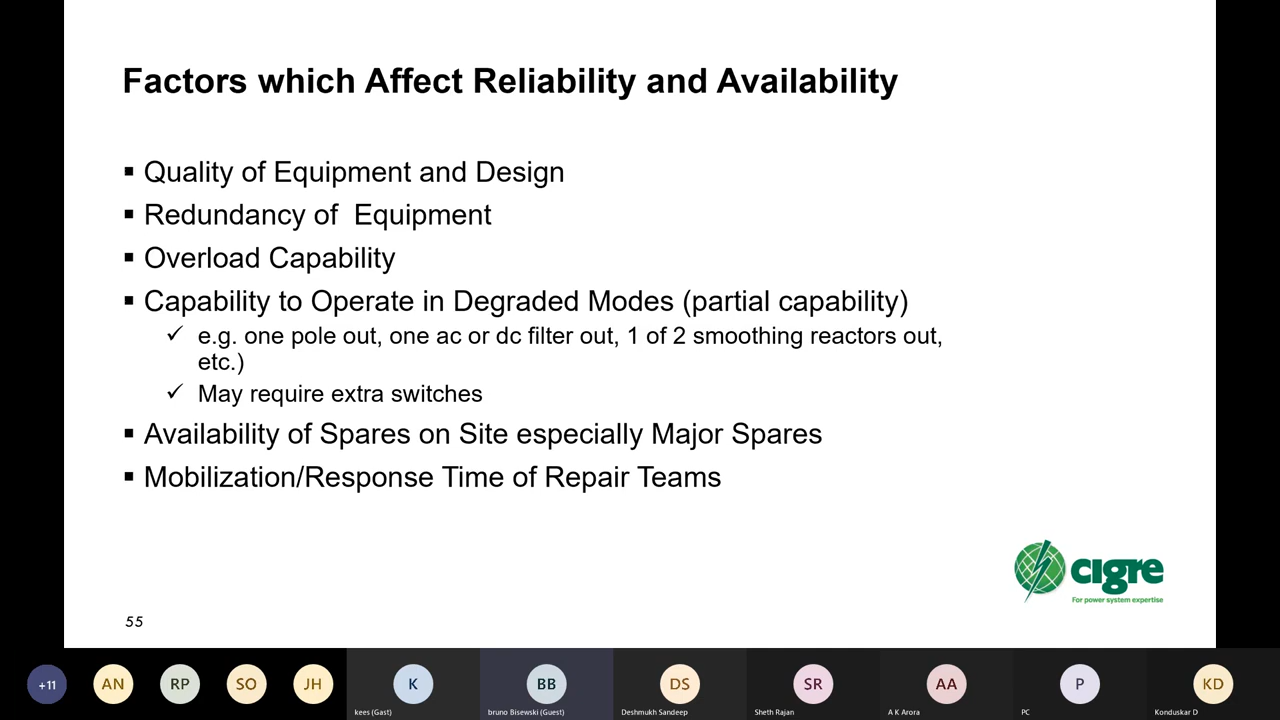 Factors which Affect Reliability and Availability
▪ Quality of Equipment and Design
▪ Redundancy of  Equipment
▪ Overload Capability
▪ Capability to Operate in Degraded Modes (partial capability)
✓ e.g. one pole out, one ac or dc filter out, 1 of 2 smoothing reactors out,
etc.)
✓ May require extra switches
▪ Availability of Spares on Site especially Major Spares
▪ Mobilization/Response Time of Repair Teams
cigre
For power system expertise
55
+11
AN
RP
SO
JH
K
kees (Gast)
BB
bruno Bisewski (Guest)
DS
Deshmukh Sandeep
SR
Sheth Rajan
AA
A K Arora
P
PC
KD
Konduskar D